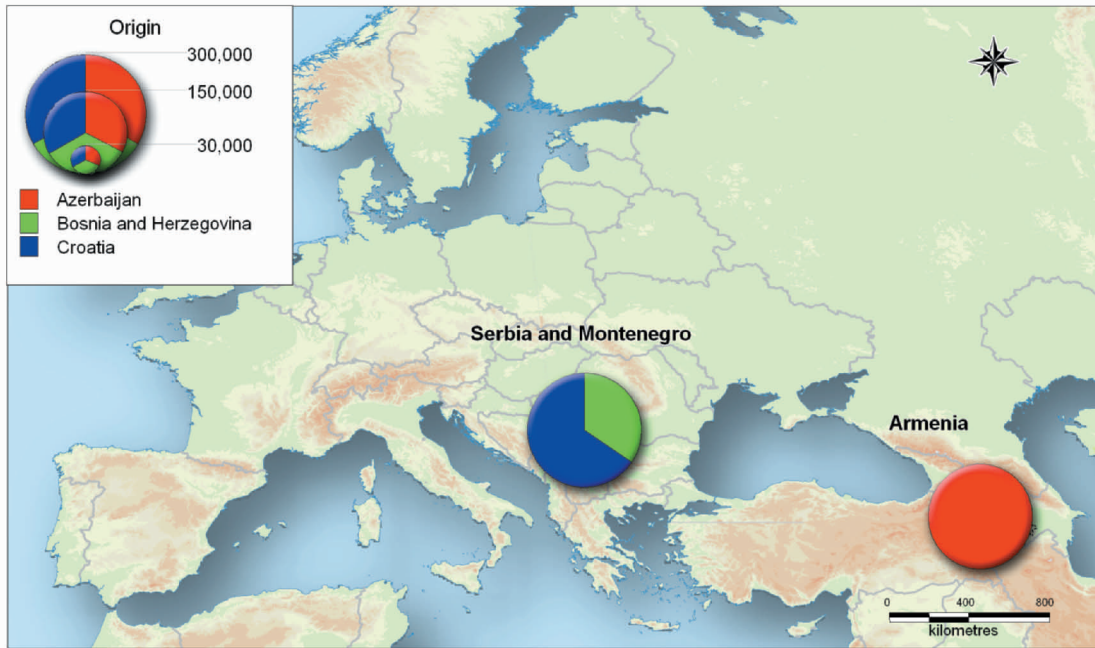 Origin
300,000
150,000
30,000
Azerbaijan
Bosnia and Herzegovina
Croatia
Serbia and Montenegro
Armenia
0 400 800
kilometres